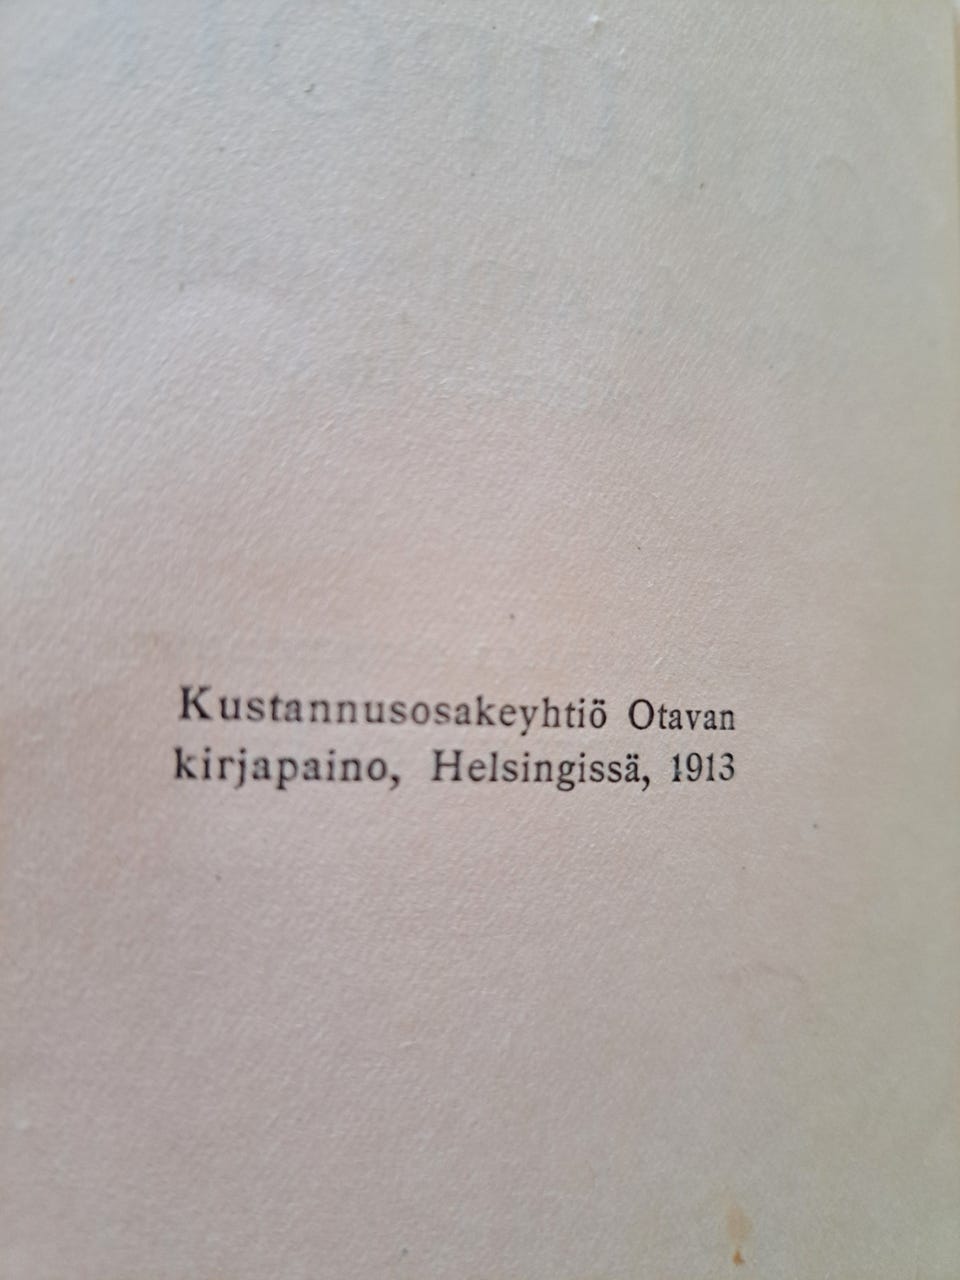 Kustannusosakeyhtiö Otavan
kirjapaino, Helsingissä, 1913